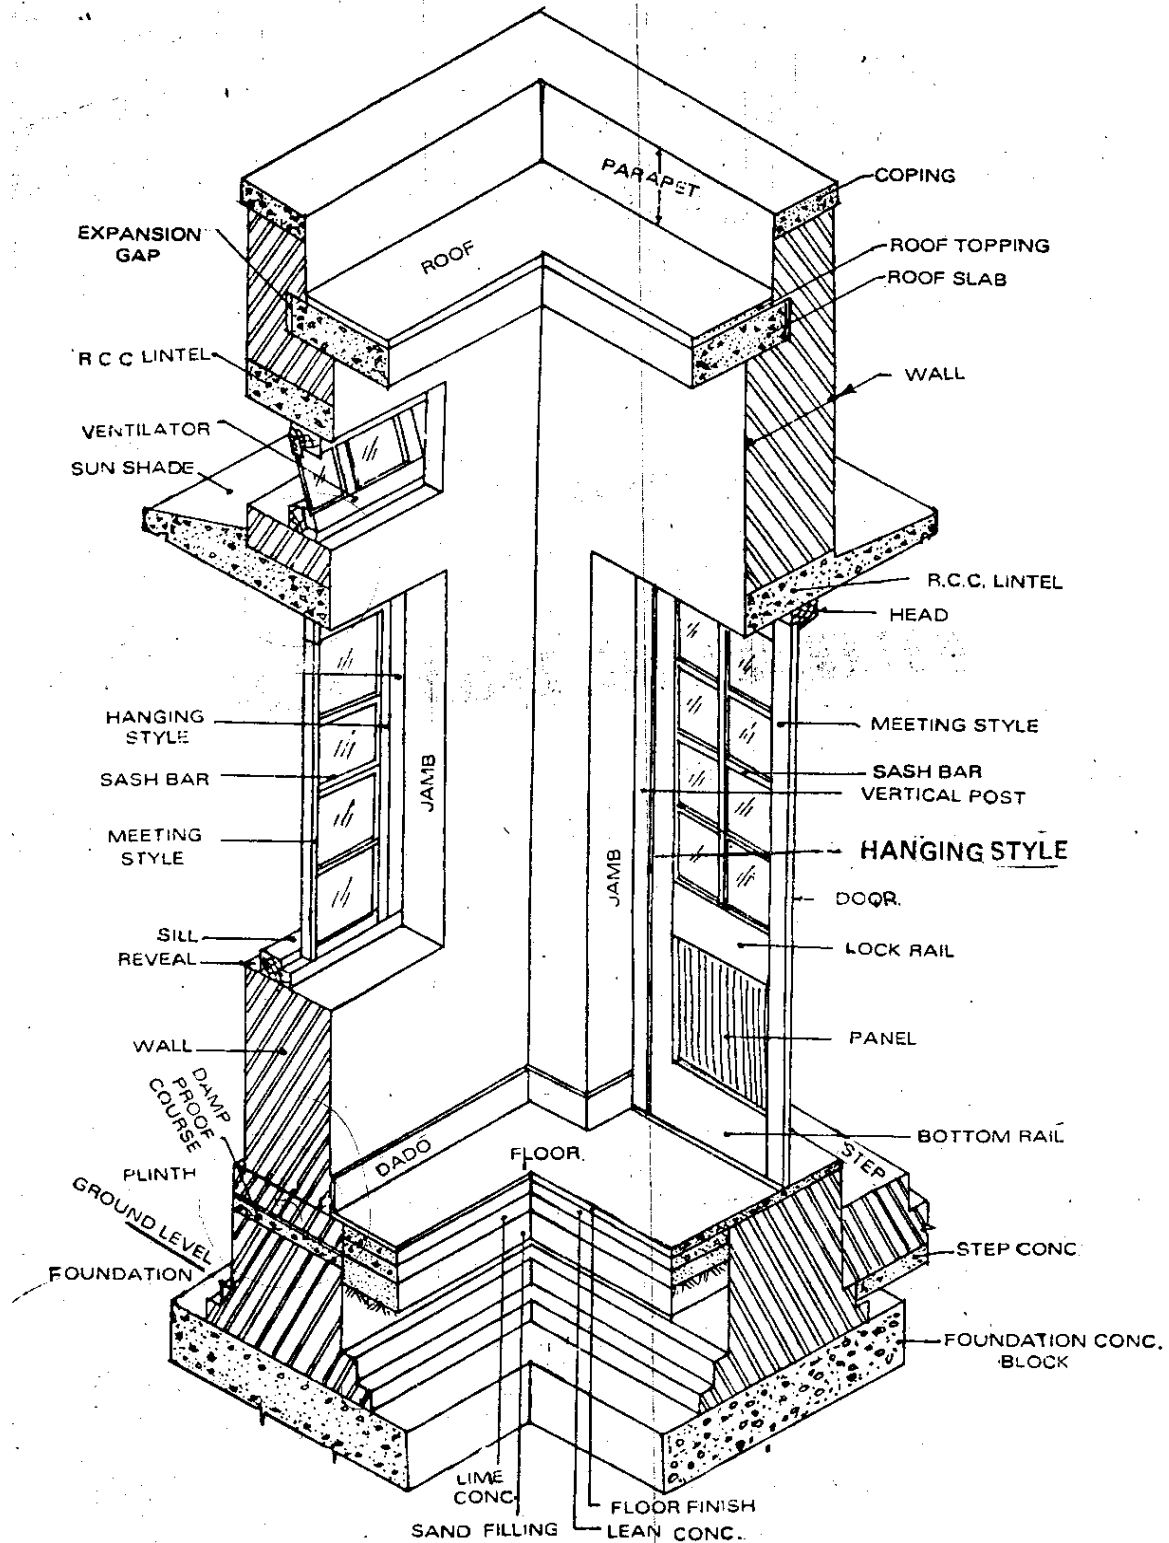 PARAPET
COPING
EXPANSION
GAP
ROOF
ROOF TOPPING
ROOF SLAB
R C C LINTEL
WALL
VENTILATOR
SUN SHADE
R.C.C. LINTEL
HEAD
HANGING
STYLE
MEETING STYLE
SASH BAR
JAMB
SASH BAR
VERTICAL POST
MEETING
STYLE
JAMB
HANGING STYLE
DOOR.
SILL
LOCK RAIL
REVEAL
WALL
PANEL
DAMP
PROOF
COURSE
BOTTOM RAIL
DADO
FLOOR.
STEP
PLINTH
GROUND LEVEL
STEP CONC
FOUNDATION
FOUNDATION CONC.
BLOCK
LIME
CONC
FLOOR FINISH
SAND FILLING
LEAN CONC..